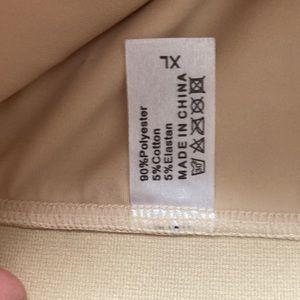 XL
90%Polyester
5%Cotton
5%Elastan
MADE IN CHINA